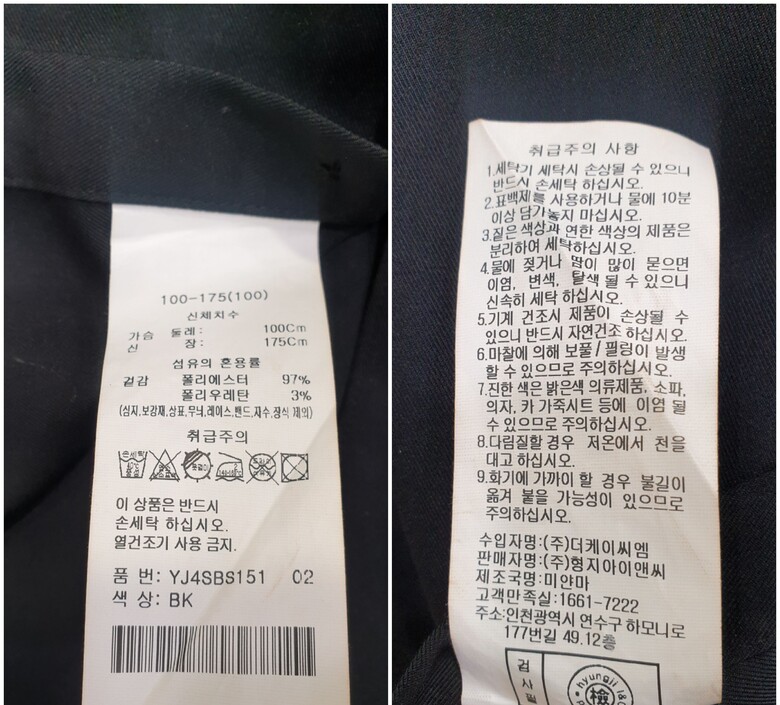 100-175(100)
신체치수
가슴 둘레: 100Cm
신 장: 175Cm
섬유의 혼용률
겉감 폴리에스터 97%
폴리우레탄 3%
(심지,보강재,상표,무늬,레이스,밴드,자수,장식 제외)
취급주의
손세탁
이 상품은 반드시
손세탁 하십시오.
열건조기 사용 금지.
품 번: YJ4SBS151 02
색 상: BK
취급주의 사항
1.세탁기 세탁시 손상될 수 있으니
반드시 손세탁 하십시오.
2.표백제를 사용하거나 물에 10분
이상 담가놓지 마십시오.
3.짙은 색상과 연한 색상의 제품은
분리하여 세탁하십시오.
4.물에 젖거나 땀이 많이 묻으면
이염, 변색, 탈색 될 수 있으니
신속히 세탁 하십시오.
5.기계 건조시 제품이 손상될 수
있으니 반드시 자연건조 하십시오.
6.마찰에 의해 보풀/필링이 발생
할 수 있으므로 주의하십시오.
7.진한 색은 밝은색 의류제품, 소파,
의자, 카 가죽시트 등에 이염 될
수 있으므로 주의하십시오.
8.다림질할 경우 저온에서 천을
대고 하십시오.
9.화기에 가까이 할 경우 불길이
옮겨 붙을 가능성이 있으므로
주의하십시오.
수입자명:(주)더케이씨엠
판매자명:(주)형지아이앤씨
제조국명:미얀마
고객만족실:1661-7222
주소:인천광역시 연수구 하모니로
177번길 49.12층
검
사
필
hyungji I&C
檢